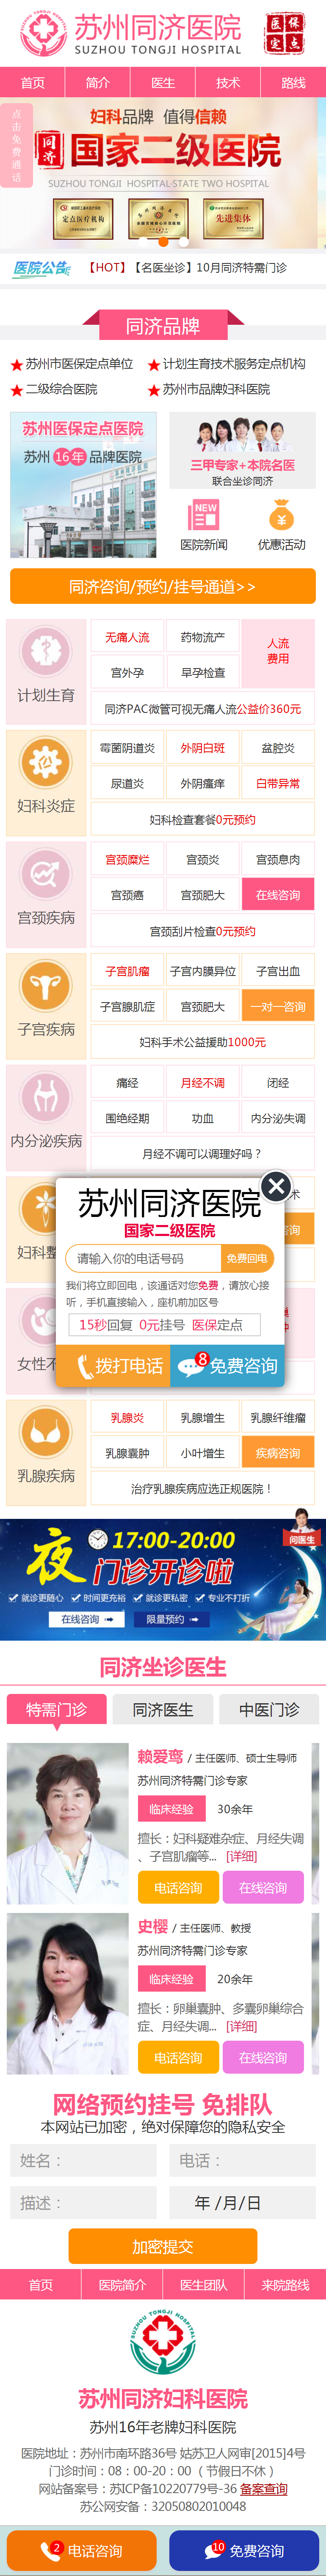 苏州同济医院
SUZHOU TONGJI HOSPITAL
医保定点
首页 简介 医生 技术 路线
点击免费通话
妇科品牌 值得信赖
同济 国家二级医院
SUZHOU TONGJI HOSPITAL-STATE TWO HOSPITAL
定点医疗机构
先进集体
医院公告 【HOT】【名医坐诊】10月同济特需门诊
同济品牌
苏州市医保定点单位 计划生育技术服务定点机构
二级综合医院 苏州市品牌妇科医院
苏州医保定点医院
苏州16年品牌医院
三甲专家+本院名医
联合坐诊同济
NEW
医院新闻 优惠活动
同济咨询/预约/挂号通道>>
计划生育
无痛人流 药物流产 人流费用
宫外孕 早孕检查
同济PAC微管可视无痛人流公益价360元
妇科炎症
霉菌阴道炎 外阴白斑 盆腔炎
尿道炎 外阴瘙痒 白带异常
妇科检查套餐0元预约
宫颈疾病
宫颈糜烂 宫颈炎 宫颈息肉
宫颈癌 宫颈肥大 在线咨询
宫颈刮片检查0元预约
子宫疾病
子宫肌瘤 子宫内膜异位 子宫出血
子宫腺肌症 宫颈肥大 一对一咨询
妇科手术公益援助1000元
内分泌疾病
痛经 月经不调 闭经
围绝经期 功血 内分泌失调
月经不调可以调理好吗？
妇科整
术
咨询
女性不
苏州同济医院
国家二级医院
请输入你的电话号码 免费回电
我们将立即回电，该通话对您免费，请放心接
听，手机直接输入，座机前加区号
15秒回复 0元挂号 医保定点
拨打电话 8 免费咨询
乳腺疾病
乳腺炎 乳腺增生 乳腺纤维瘤
乳腺囊肿 小叶增生 疾病咨询
治疗乳腺疾病应选正规医院！
夜 17:00-20:00
门诊开诊啦
问医生
就诊更随心 时间更充裕 就诊更私密 专业不打折
在线咨询 限量预约
同济坐诊医生
特需门诊 同济医生 中医门诊
赖爱鸾 / 主任医师、硕士生导师
苏州同济特需门诊专家
临床经验 30余年
擅长：妇科疑难杂症、月经失调
、子宫肌瘤等... [详细]
电话咨询 在线咨询
史樱 / 主任医师、教授
苏州同济特需门诊专家
临床经验 20余年
擅长：卵巢囊肿、多囊卵巢综合
症、月经失调... [详细]
电话咨询 在线咨询
网络预约挂号 免排队
本网站已加密，绝对保障您的隐私安全
姓名： 电话：
描述： 年 /月/日
加密提交
首页 医院简介 医生团队 来院路线
SUZHOU TONGJI HOSPITAL
苏州同济妇科医院
苏州16年老牌妇科医院
医院地址：苏州市南环路36号 姑苏卫人网审[2015]4号
门诊时间：08：00-20：00 （ 节假日不休 ）
网站备案号：苏ICP备10220779号-36 备案查询
苏公网安备：32050802010048
2 电话咨询 10 免费咨询